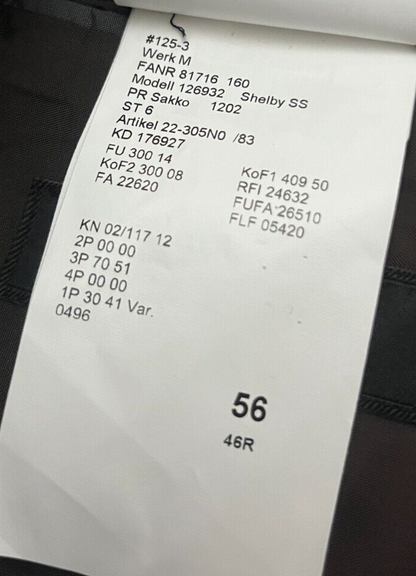 #125-3
Werk M
FANR 81716 160
Modell 126932 Shelby SS
PR Sakko 1202
ST 6
Artikel 22-305N0 /83
KD 176927
FU 300 14 KoF1 409 50
KoF2 300 08 RFI 24632
FA 22620 FUFA 26510
FLF 05420
KN 02/117 12
2P 00 00
3P 70 51
4P 00 00
1P 30 41 Var.
0496
56
46R